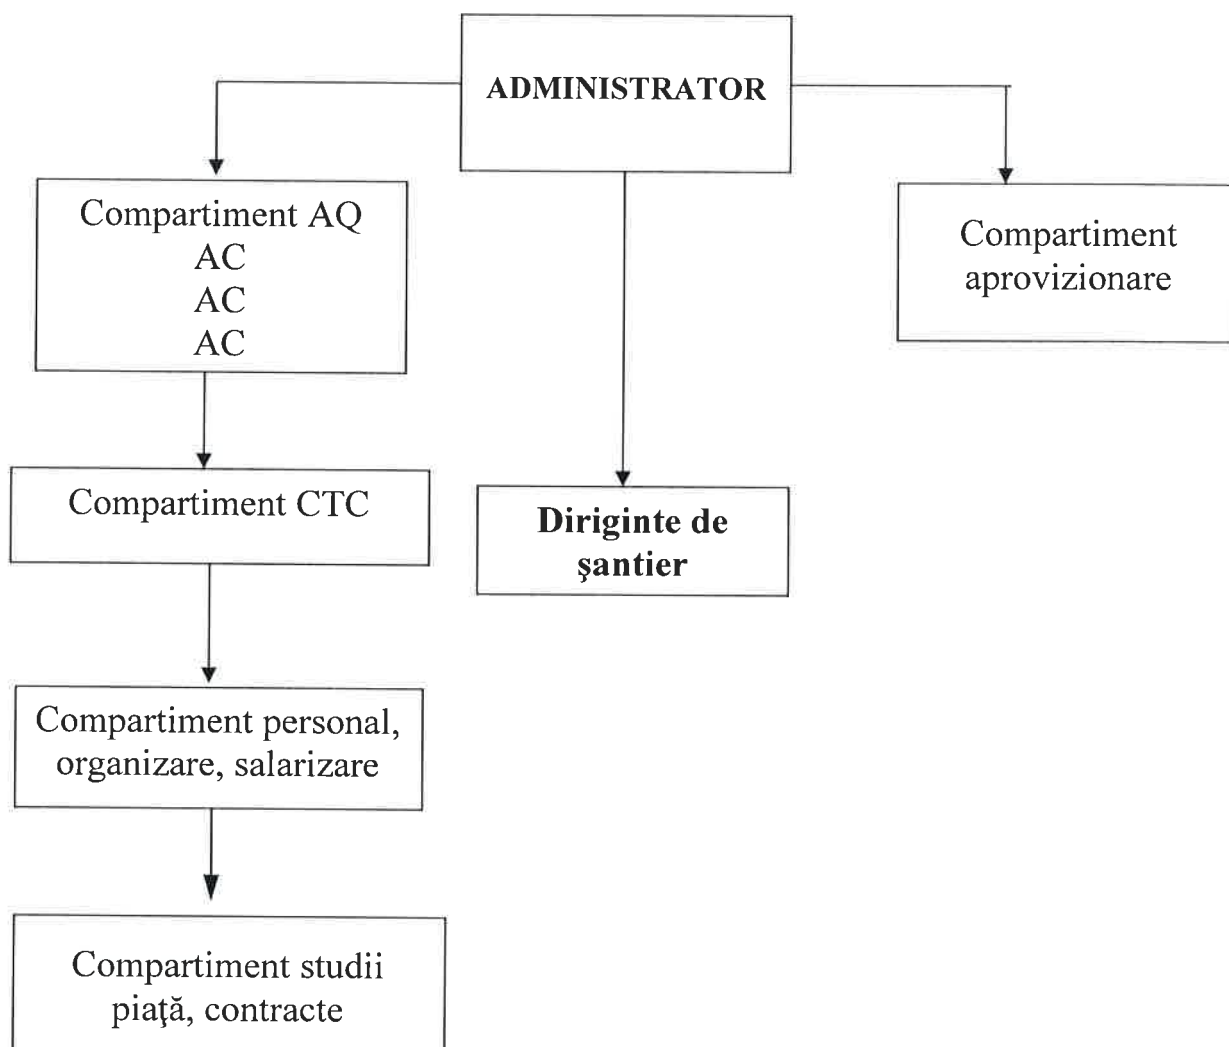 ADMINISTRATOR
Compartiment AQ
AC
AC
AC
Compartiment
aprovizionare
Compartiment CTC
Diriginte de
şantier
Compartiment personal,
organizare, salarizare
Compartiment studii
piaţă, contracte